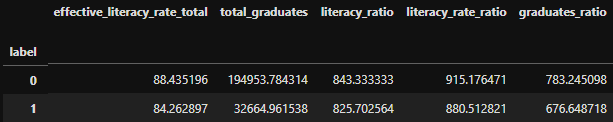 effective_literacy_rate_total total_graduates literacy_ratio literacy_rate_ratio graduates_ratio
label
0 88.435196 194953.784314 843.333333 915.176471 783.245098
1 84.262897 32664.961538 825.702564 880.512821 676.648718